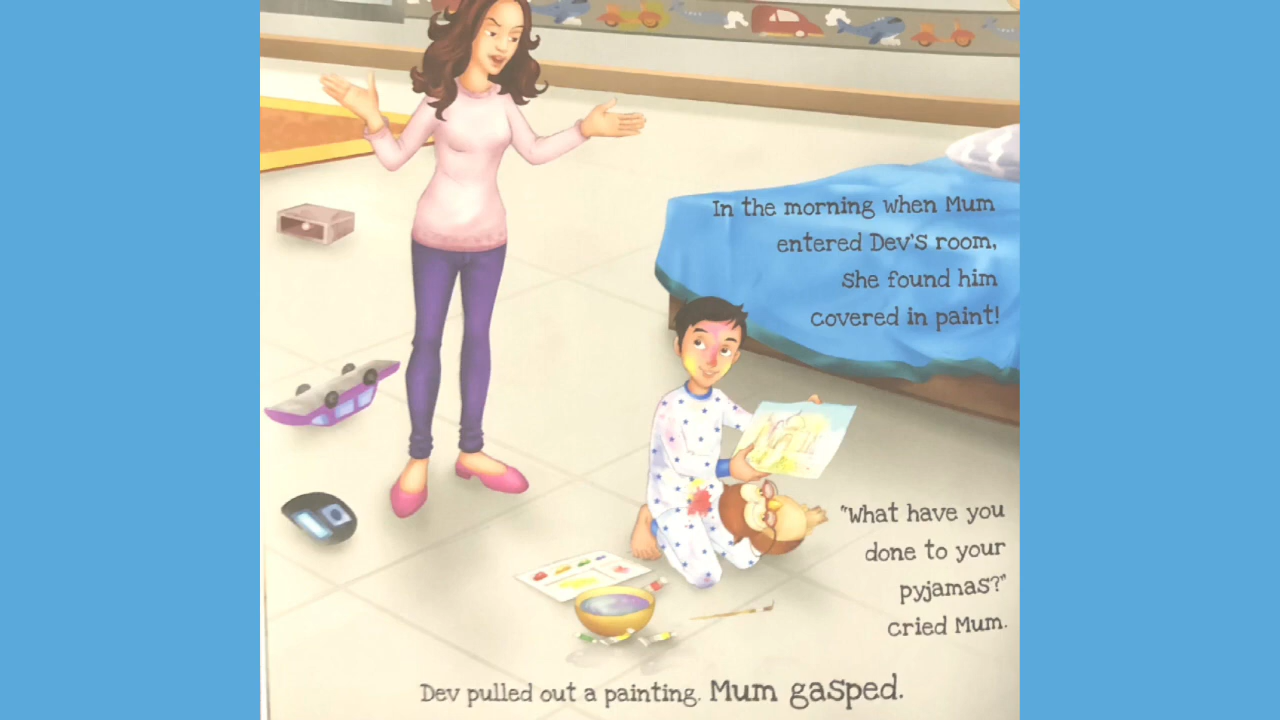 In the morning when Mum
entered Dev's room,
she found him
covered in paint!
"What have you
done to your
pyjamas?"
cried Mum.
Dev pulled out a painting. Mum gasped.